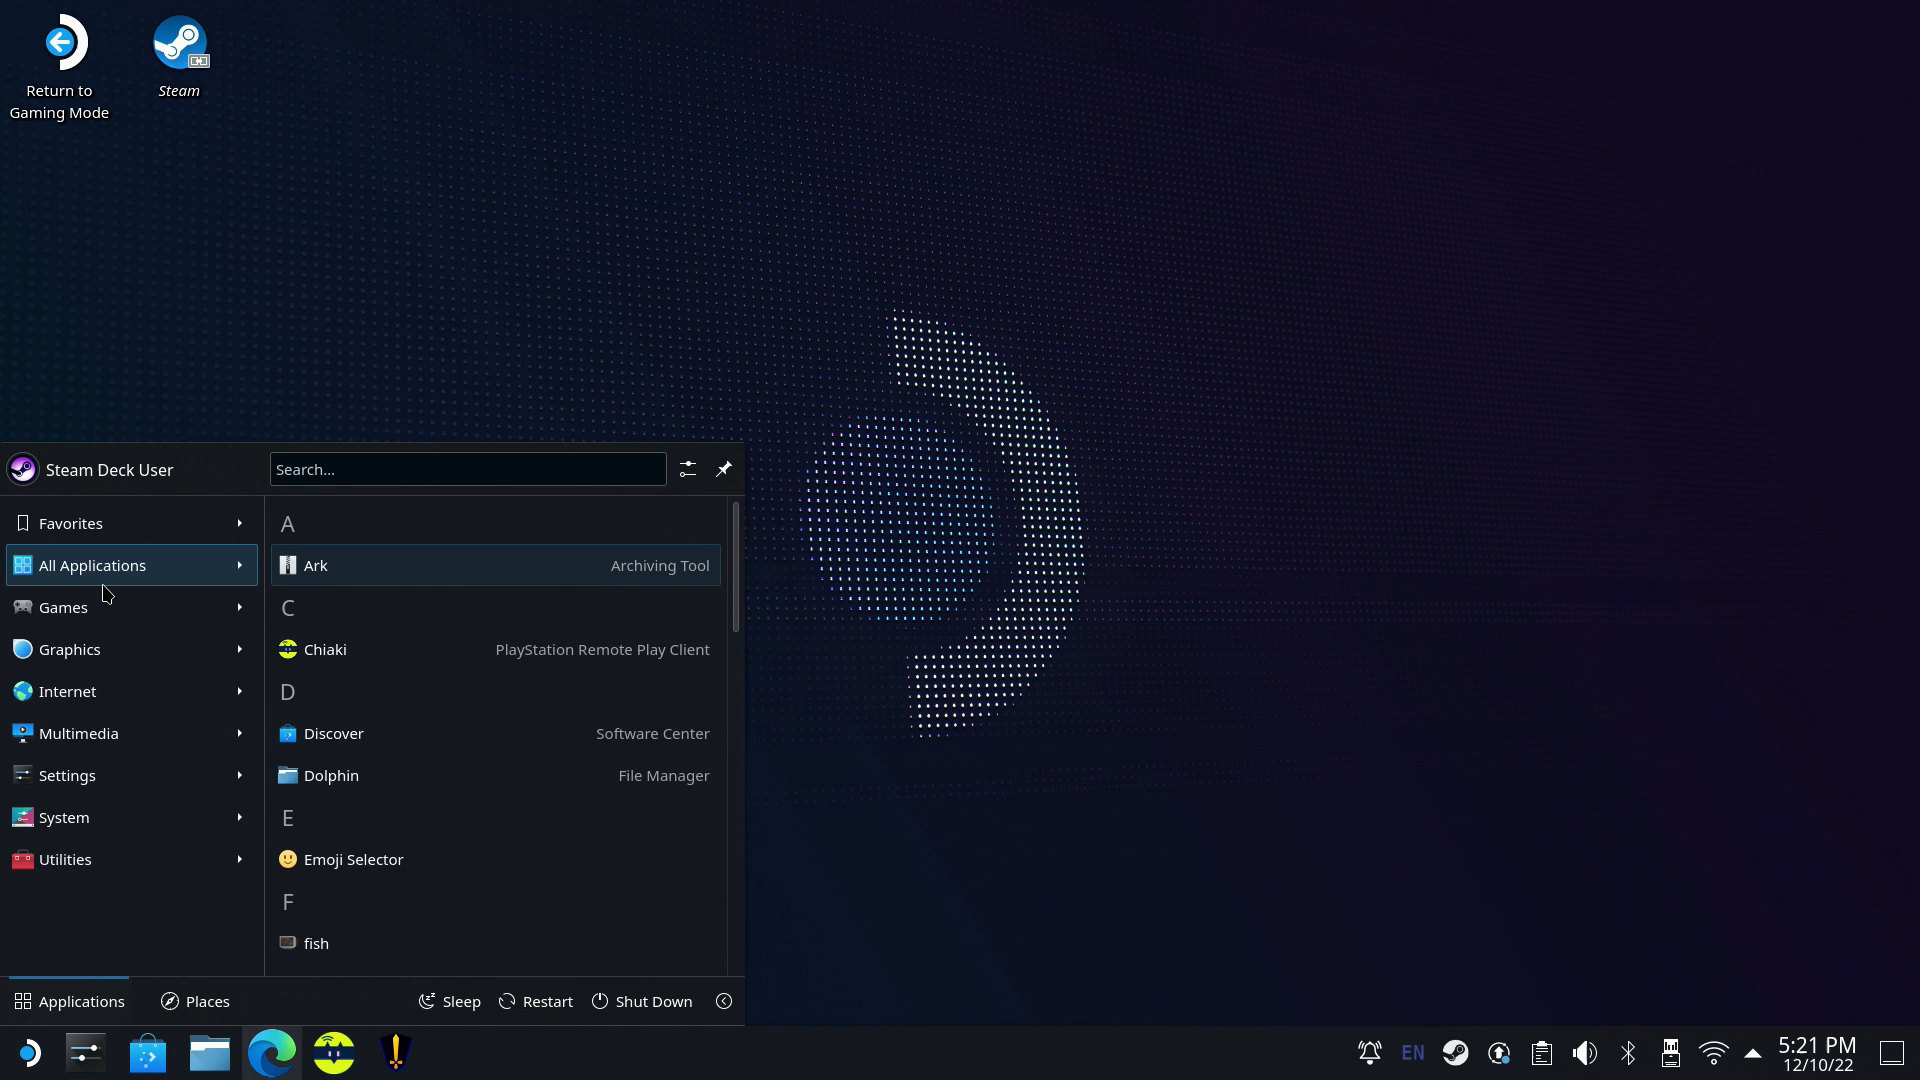 Return to
Gaming Mode
Steam
Steam Deck User
Search...
Favorites
All Applications
Games
Graphics
Internet
Multimedia
Settings
System
Utilities
A
Ark Archiving Tool
C
Chiaki PlayStation Remote Play Client
D
Discover Software Center
Dolphin File Manager
E
Emoji Selector
F
fish
Applications Places Sleep Restart Shut Down
EN
5:21 PM
12/10/22